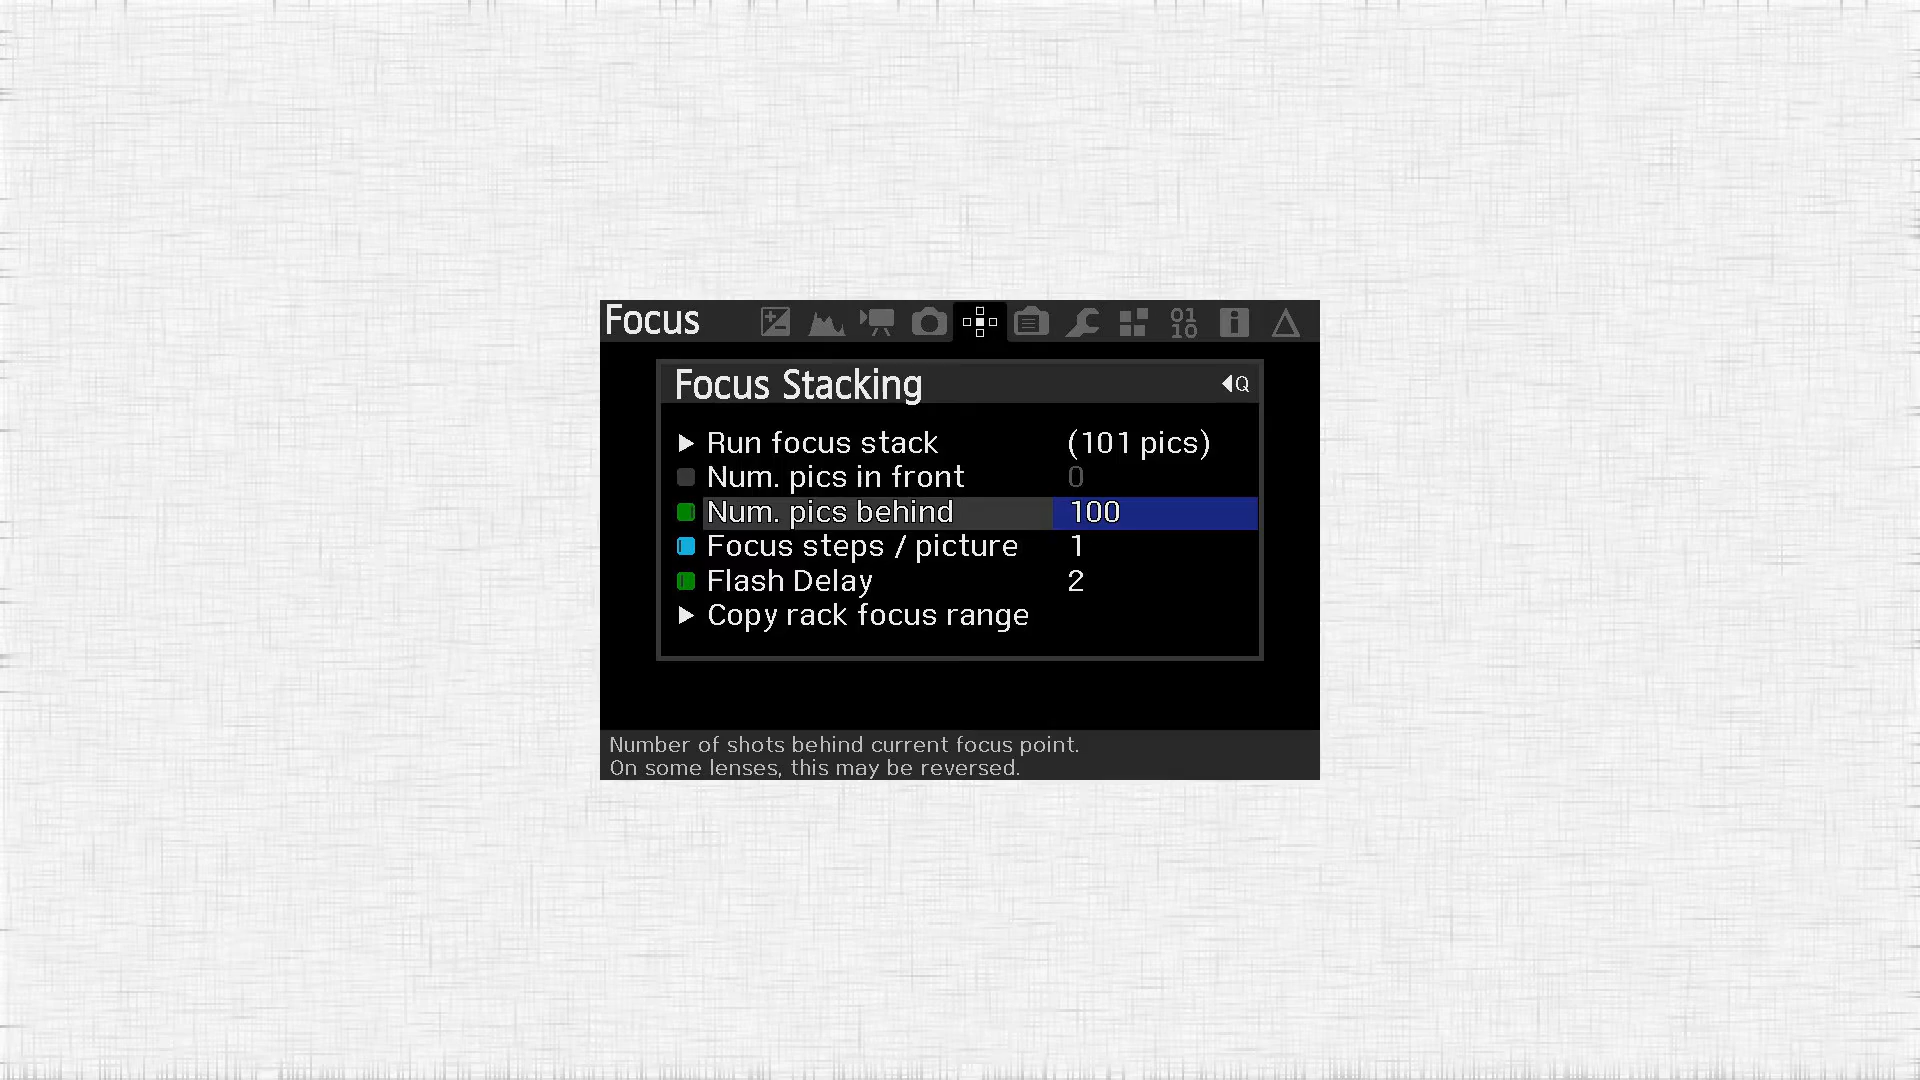 Focus
01
10
Focus Stacking
Q
Run focus stack (101 pics)
Num. pics in front 0
Num. pics behind 100
Focus steps / picture 1
Flash Delay 2
Copy rack focus range
Number of shots behind current focus point.
On some lenses, this may be reversed.